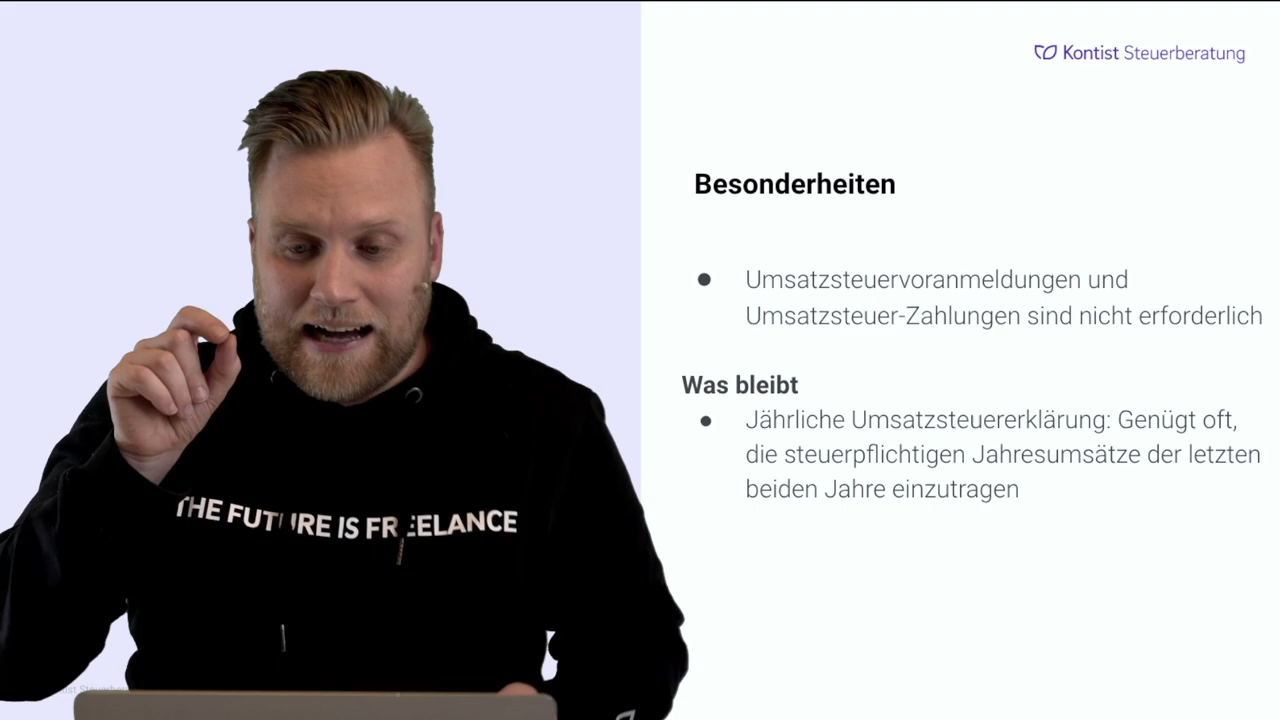 Kontist Steuerberatung
Besonderheiten
● Umsatzsteuervoranmeldungen und
Umsatzsteuer-Zahlungen sind nicht erforderlich
Was bleibt
● Jährliche Umsatzsteuererklärung: Genügt oft,
die steuerpflichtigen Jahresumsätze der letzten
beiden Jahre einzutragen
THE FUTURE IS FREELANCE